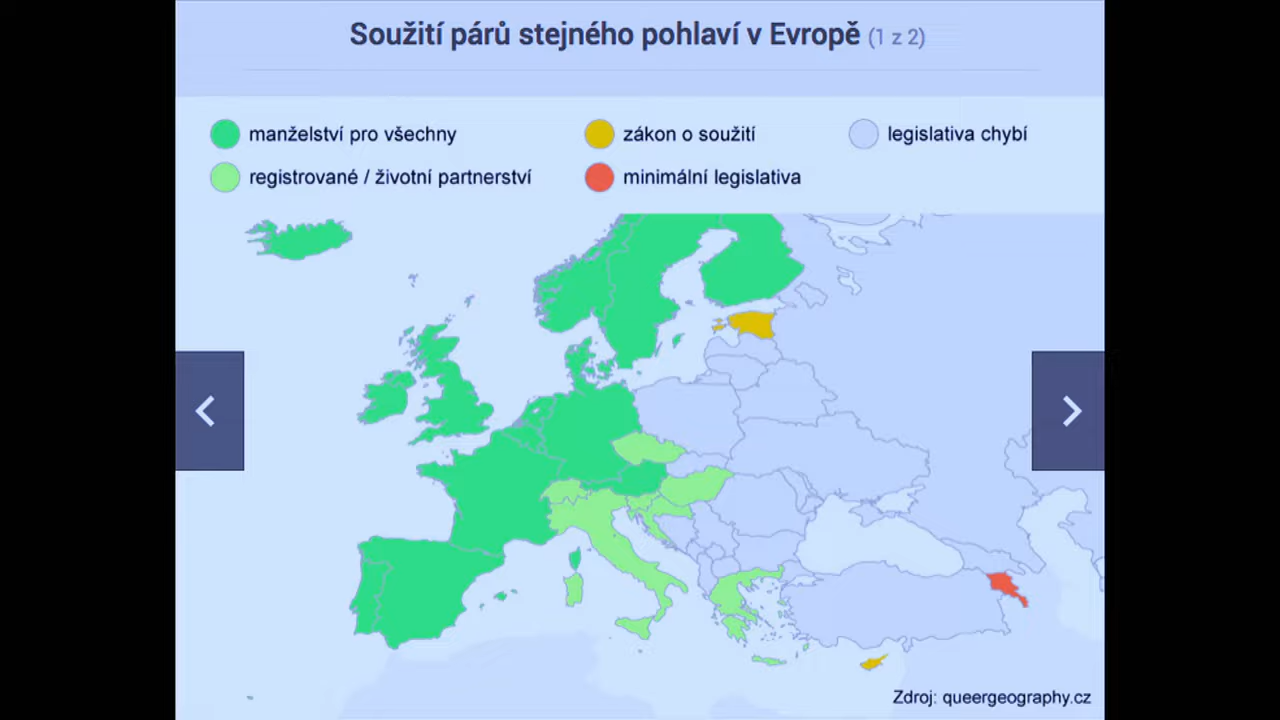 Soužití párů stejného pohlaví v Evropě (1 z 2)
manželství pro všechny
zákon o soužití
legislativa chybí
registrované / životní partnerství
minimální legislativa
Zdroj: queergeography.cz